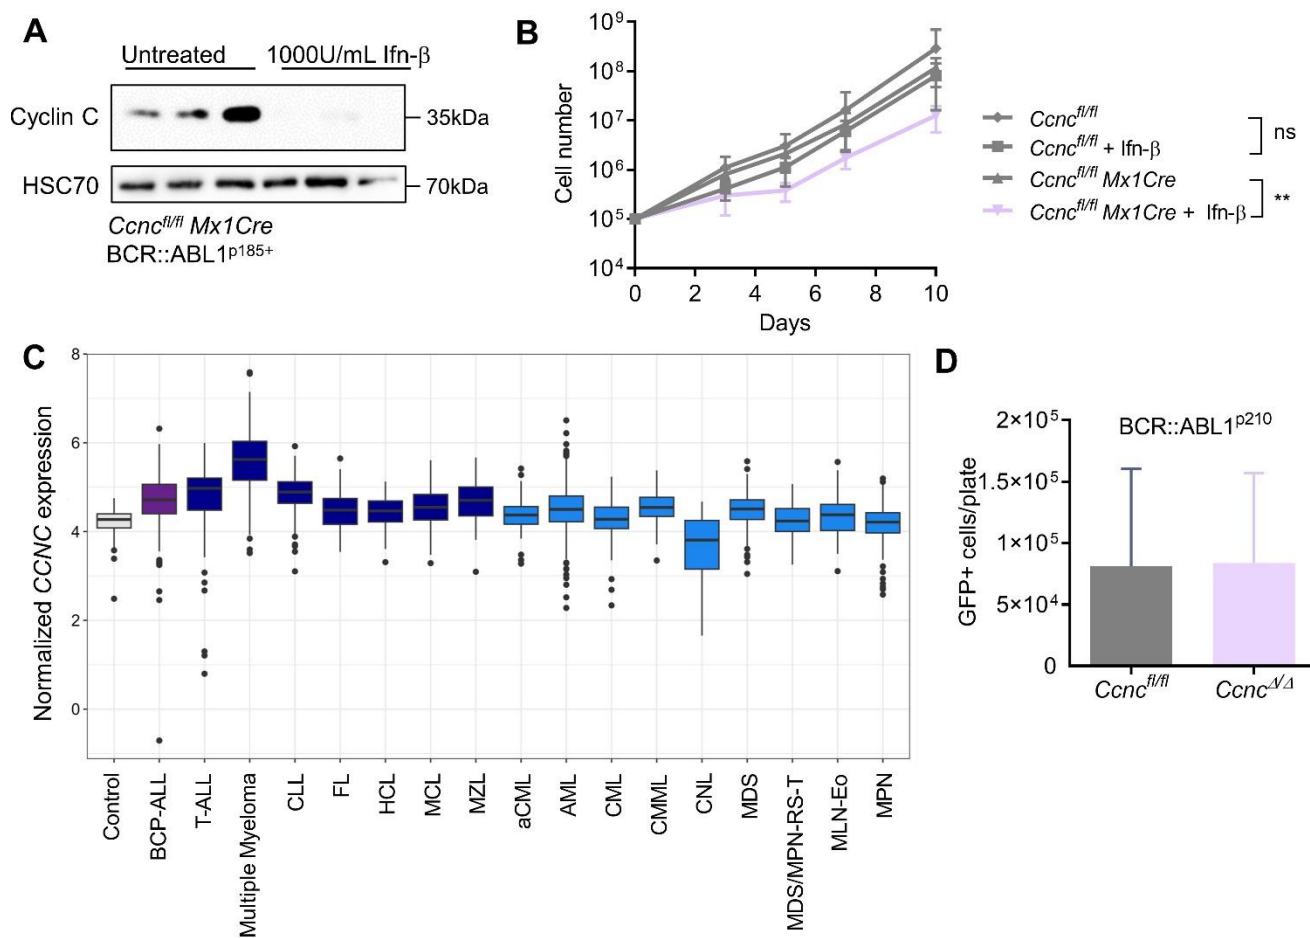 A
Untreated 1000U/mL Ifn-β
Cyclin C
35kDa
HSC70
70kDa
Ccnc^fl/fl Mx1Cre
BCR::ABL1^p185+
B
Cell number
10^9
10^8
10^7
10^6
10^5
10^4
0 2 4 6 8 10
Days
Ccnc^fl/fl
Ccnc^fl/fl + Ifn-β
ns
Ccnc^fl/fl Mx1Cre
Ccnc^fl/fl Mx1Cre + Ifn-β
**
C
Normalized CCNC expression
8
6
4
2
0
Control
BCP-ALL
T-ALL
Multiple Myeloma
CLL
FL
HCL
MCL
MZL
aCML
AML
CML
CMML
CNL
MDS
MDS/MPN-RS-T
MLN-Eo
MPN
D
BCR::ABL1^p210
GFP+ cells/plate
2×10^5
1.5×10^5
1×10^5
5×10^4
0
Ccnc^fl/fl
Ccnc^Δ/Δ